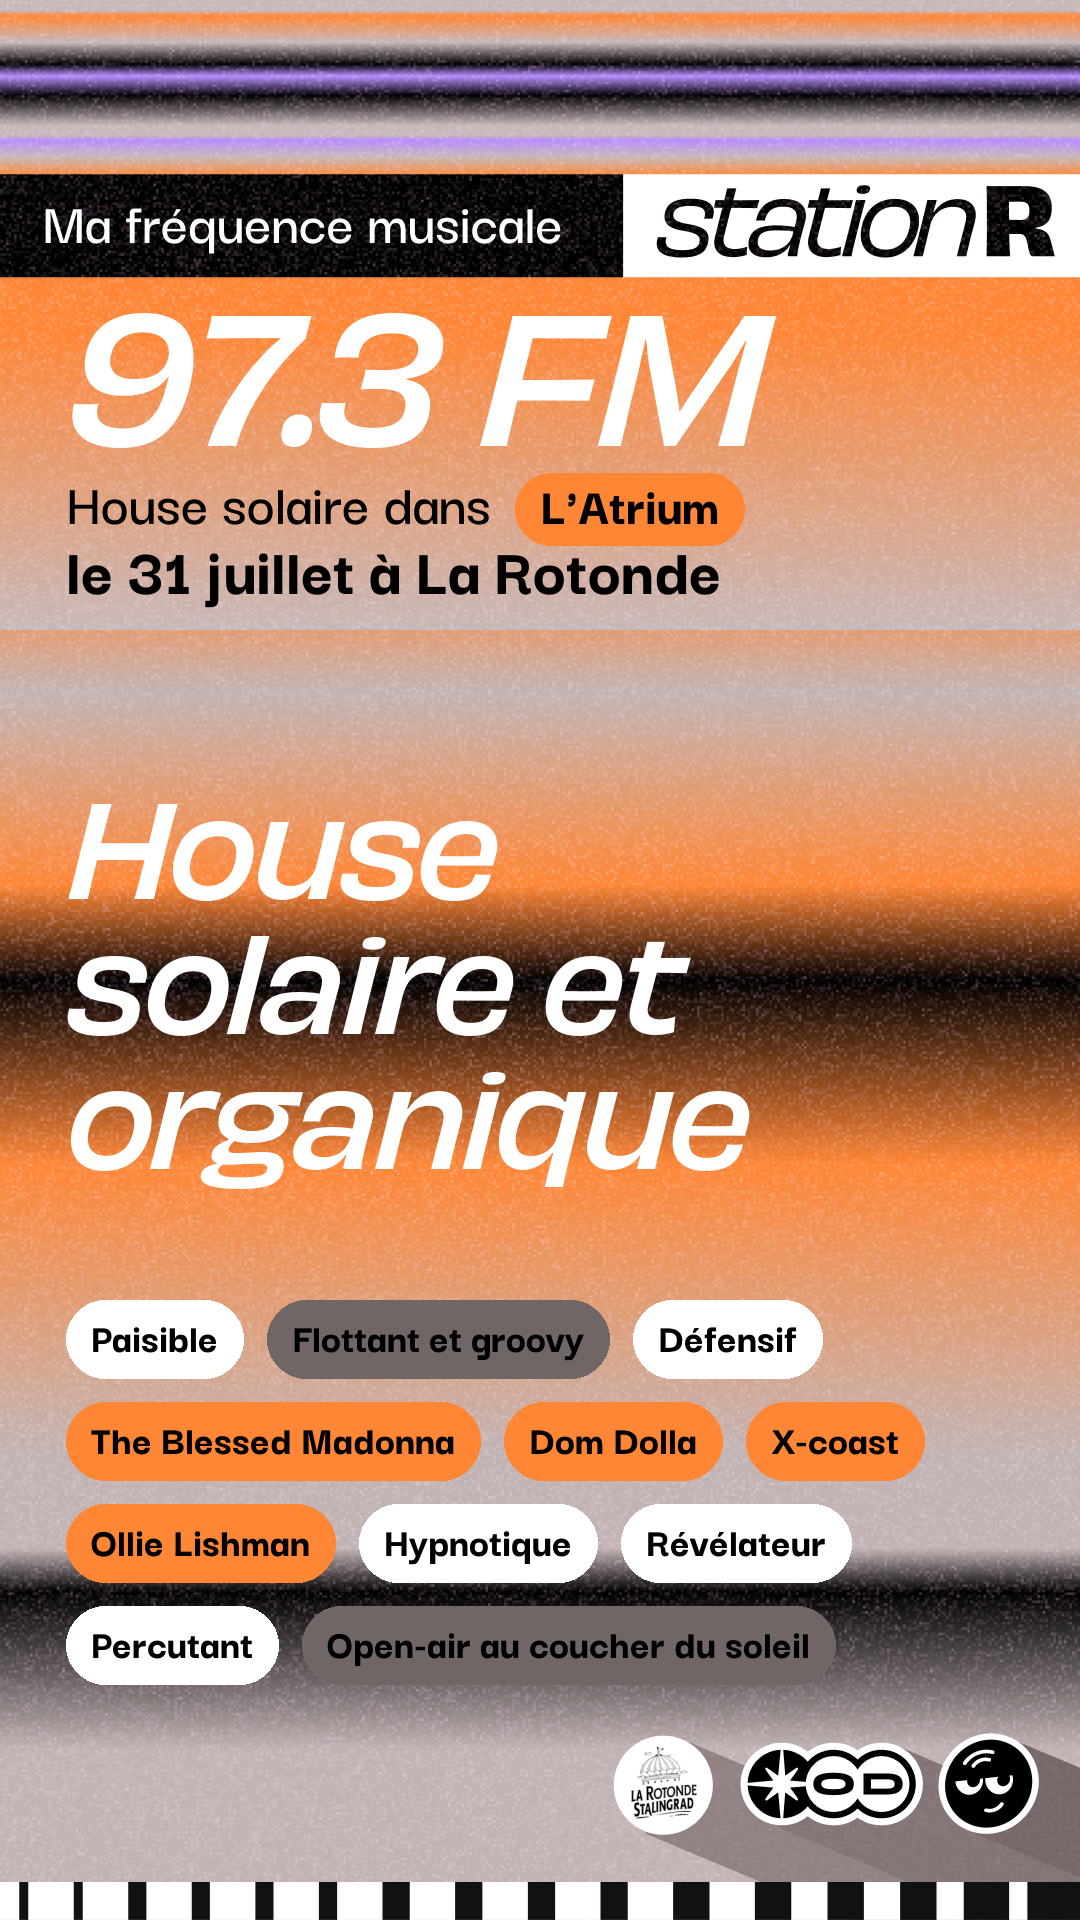 Ma fréquence musicale
stationR
97.3 FM
House solaire dans L’Atrium
le 31 juillet à La Rotonde
House
solaire et
organique
Paisible Flottant et groovy Défensif
The Blessed Madonna Dom Dolla X-coast
Ollie Lishman Hypnotique Révélateur
Percutant Open-air au coucher du soleil
LA ROTONDE
STALINGRAD
OD